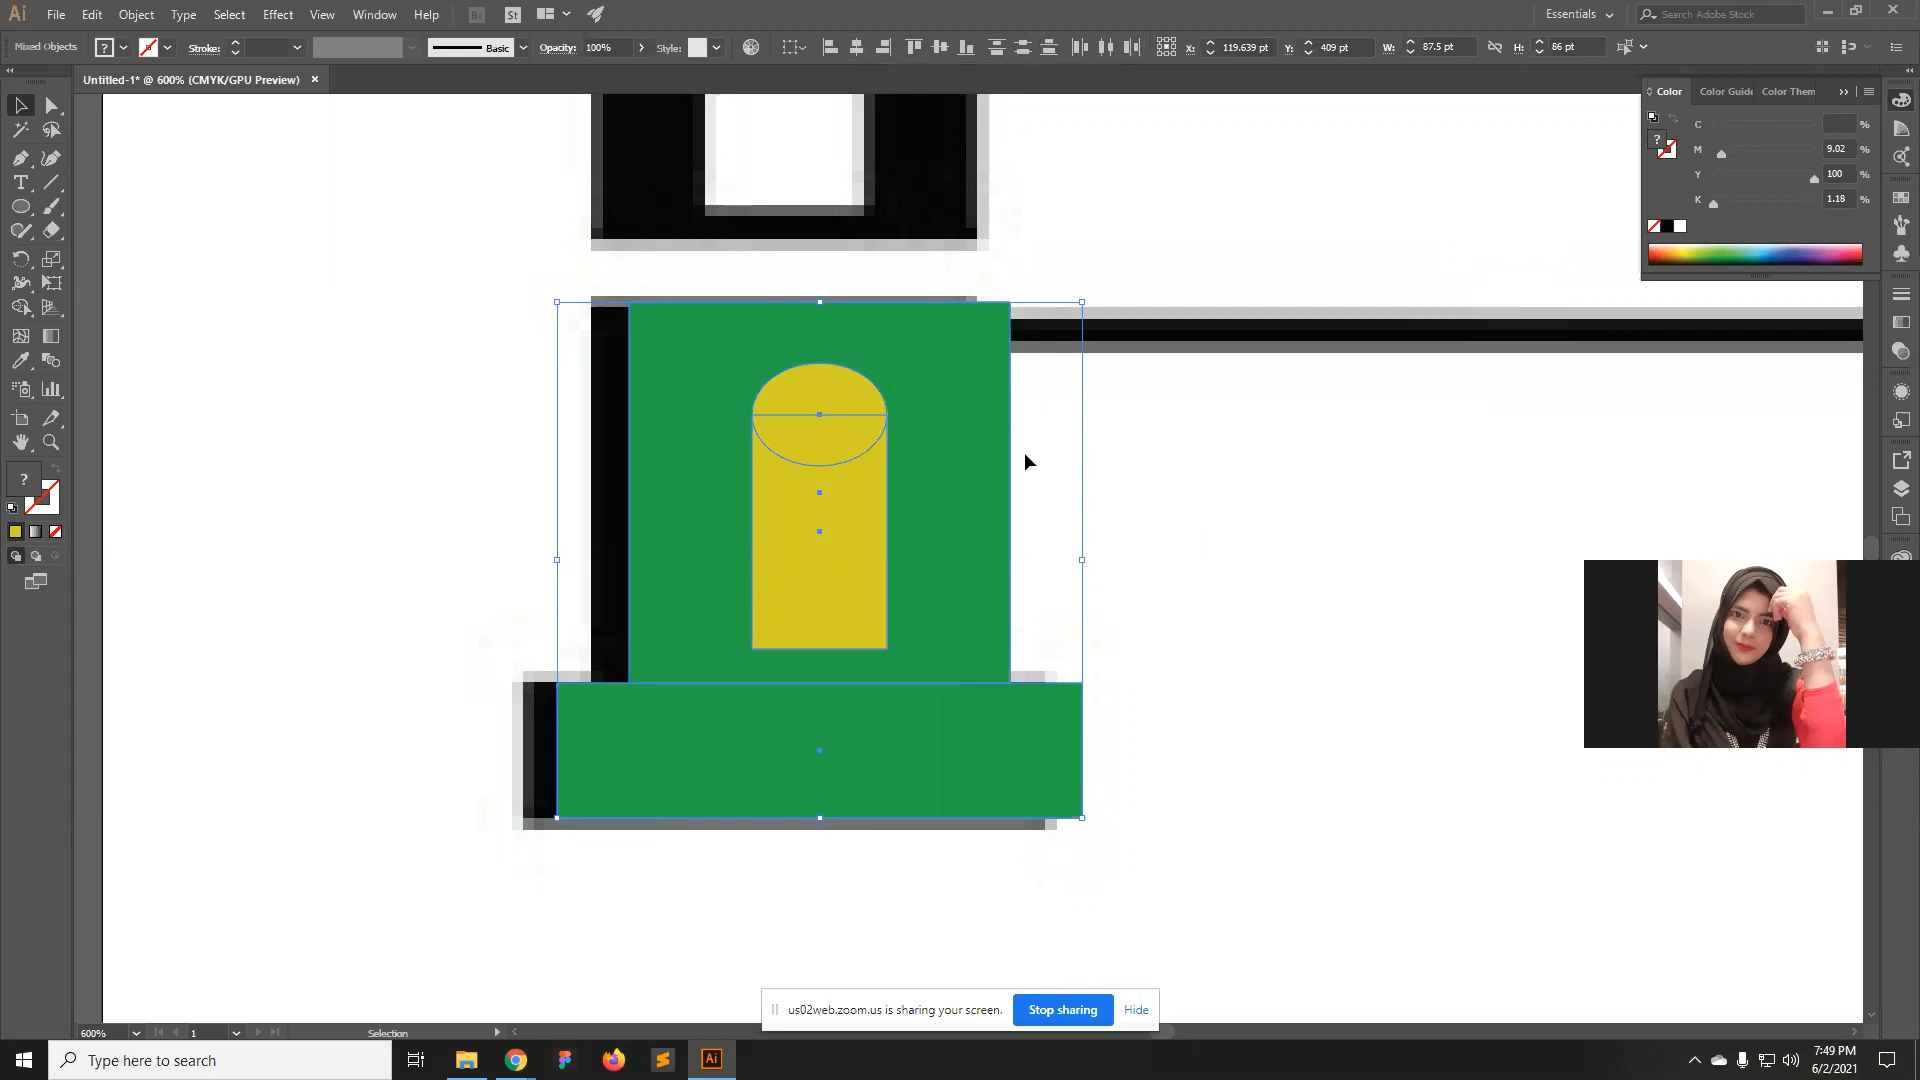 Ai File Edit Object Type Select Effect View Window Help Br St Essentials Search Adobe Stock
Mixed Objects ? Stroke: Basic Opacity: 100% Style: X: 119.639 pt Y: 409 pt W: 87.5 pt H: 86 pt
Untitled-1* @ 600% (CMYK/GPU Preview) ×
Color Color Guide Color Them
C %
? M 9.02 %
Y 100 %
K 1.18 %
T
?
us02web.zoom.us is sharing your screen. Stop sharing Hide
600% 1 Selection
Type here to search Ai
7:49 PM
6/2/2021